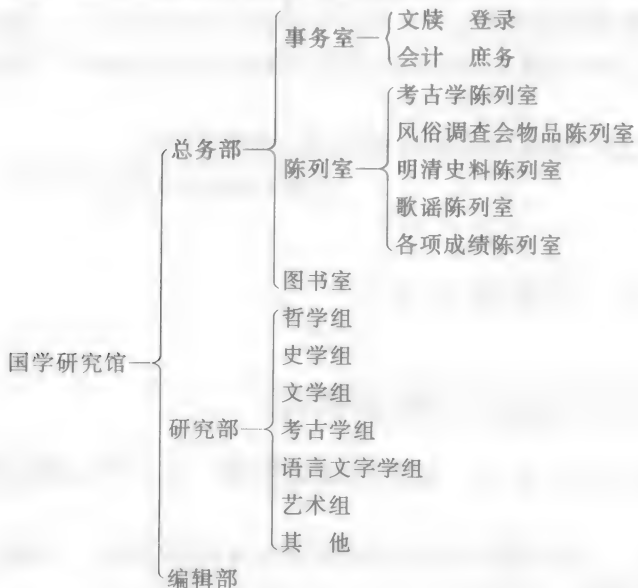 文牍 登录
事务室
会计 庶务
考古学陈列室
风俗调查会物品陈列室
总务部
陈列室
明清史料陈列室
歌谣陈列室
各项成绩陈列室
图书室
哲学组
国学研究馆
史学组
文学组
研究部
考古学组
语言文字学组
艺术组
其 他
编辑部